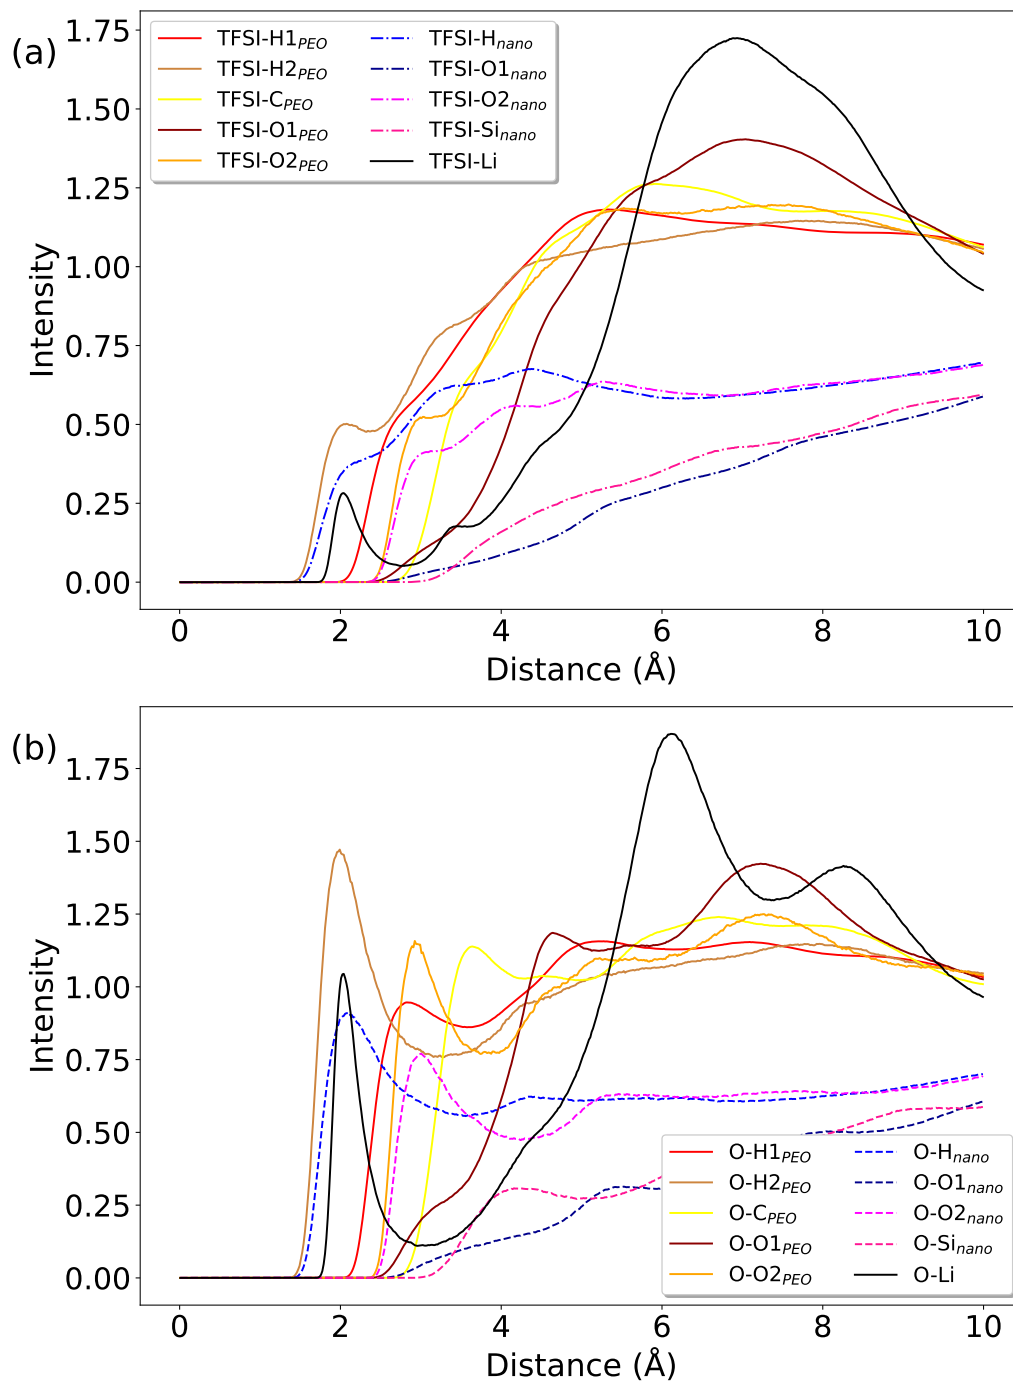 (a)
Intensity
1.75
1.50
1.25
1.00
0.75
0.50
0.25
0.00
TFSI-H1PEO
TFSI-H2PEO
TFSI-CPEO
TFSI-O1PEO
TFSI-O2PEO
TFSI-Hnano
TFSI-O1nano
TFSI-O2nano
TFSI-Sinano
TFSI-Li
0 2 4 6 8 10
Distance (Å)
(b)
Intensity
1.75
1.50
1.25
1.00
0.75
0.50
0.25
0.00
O-H1PEO
O-H2PEO
O-CPEO
O-O1PEO
O-O2PEO
O-Hnano
O-O1nano
O-O2nano
O-Sinano
O-Li
0 2 4 6 8 10
Distance (Å)